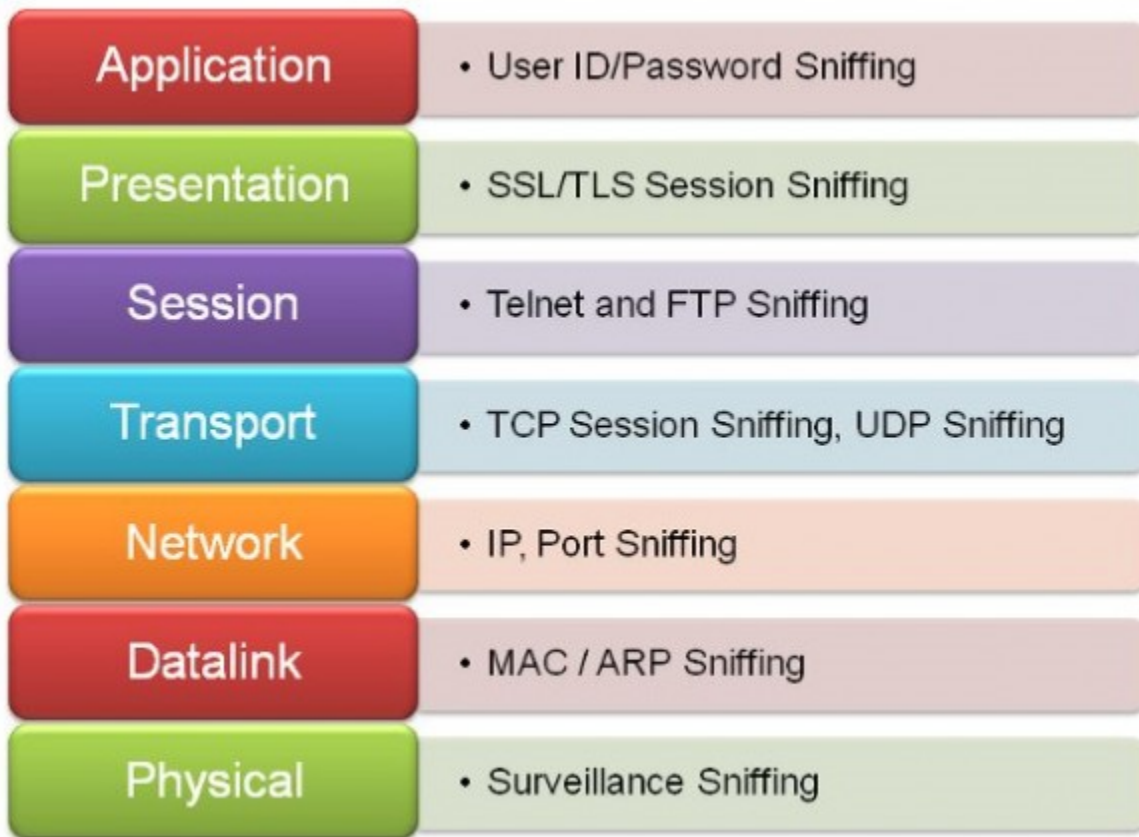 Application
• User ID/Password Sniffing
Presentation
• SSL/TLS Session Sniffing
Session
• Telnet and FTP Sniffing
Transport
• TCP Session Sniffing, UDP Sniffing
Network
• IP, Port Sniffing
Datalink
• MAC / ARP Sniffing
Physical
• Surveillance Sniffing